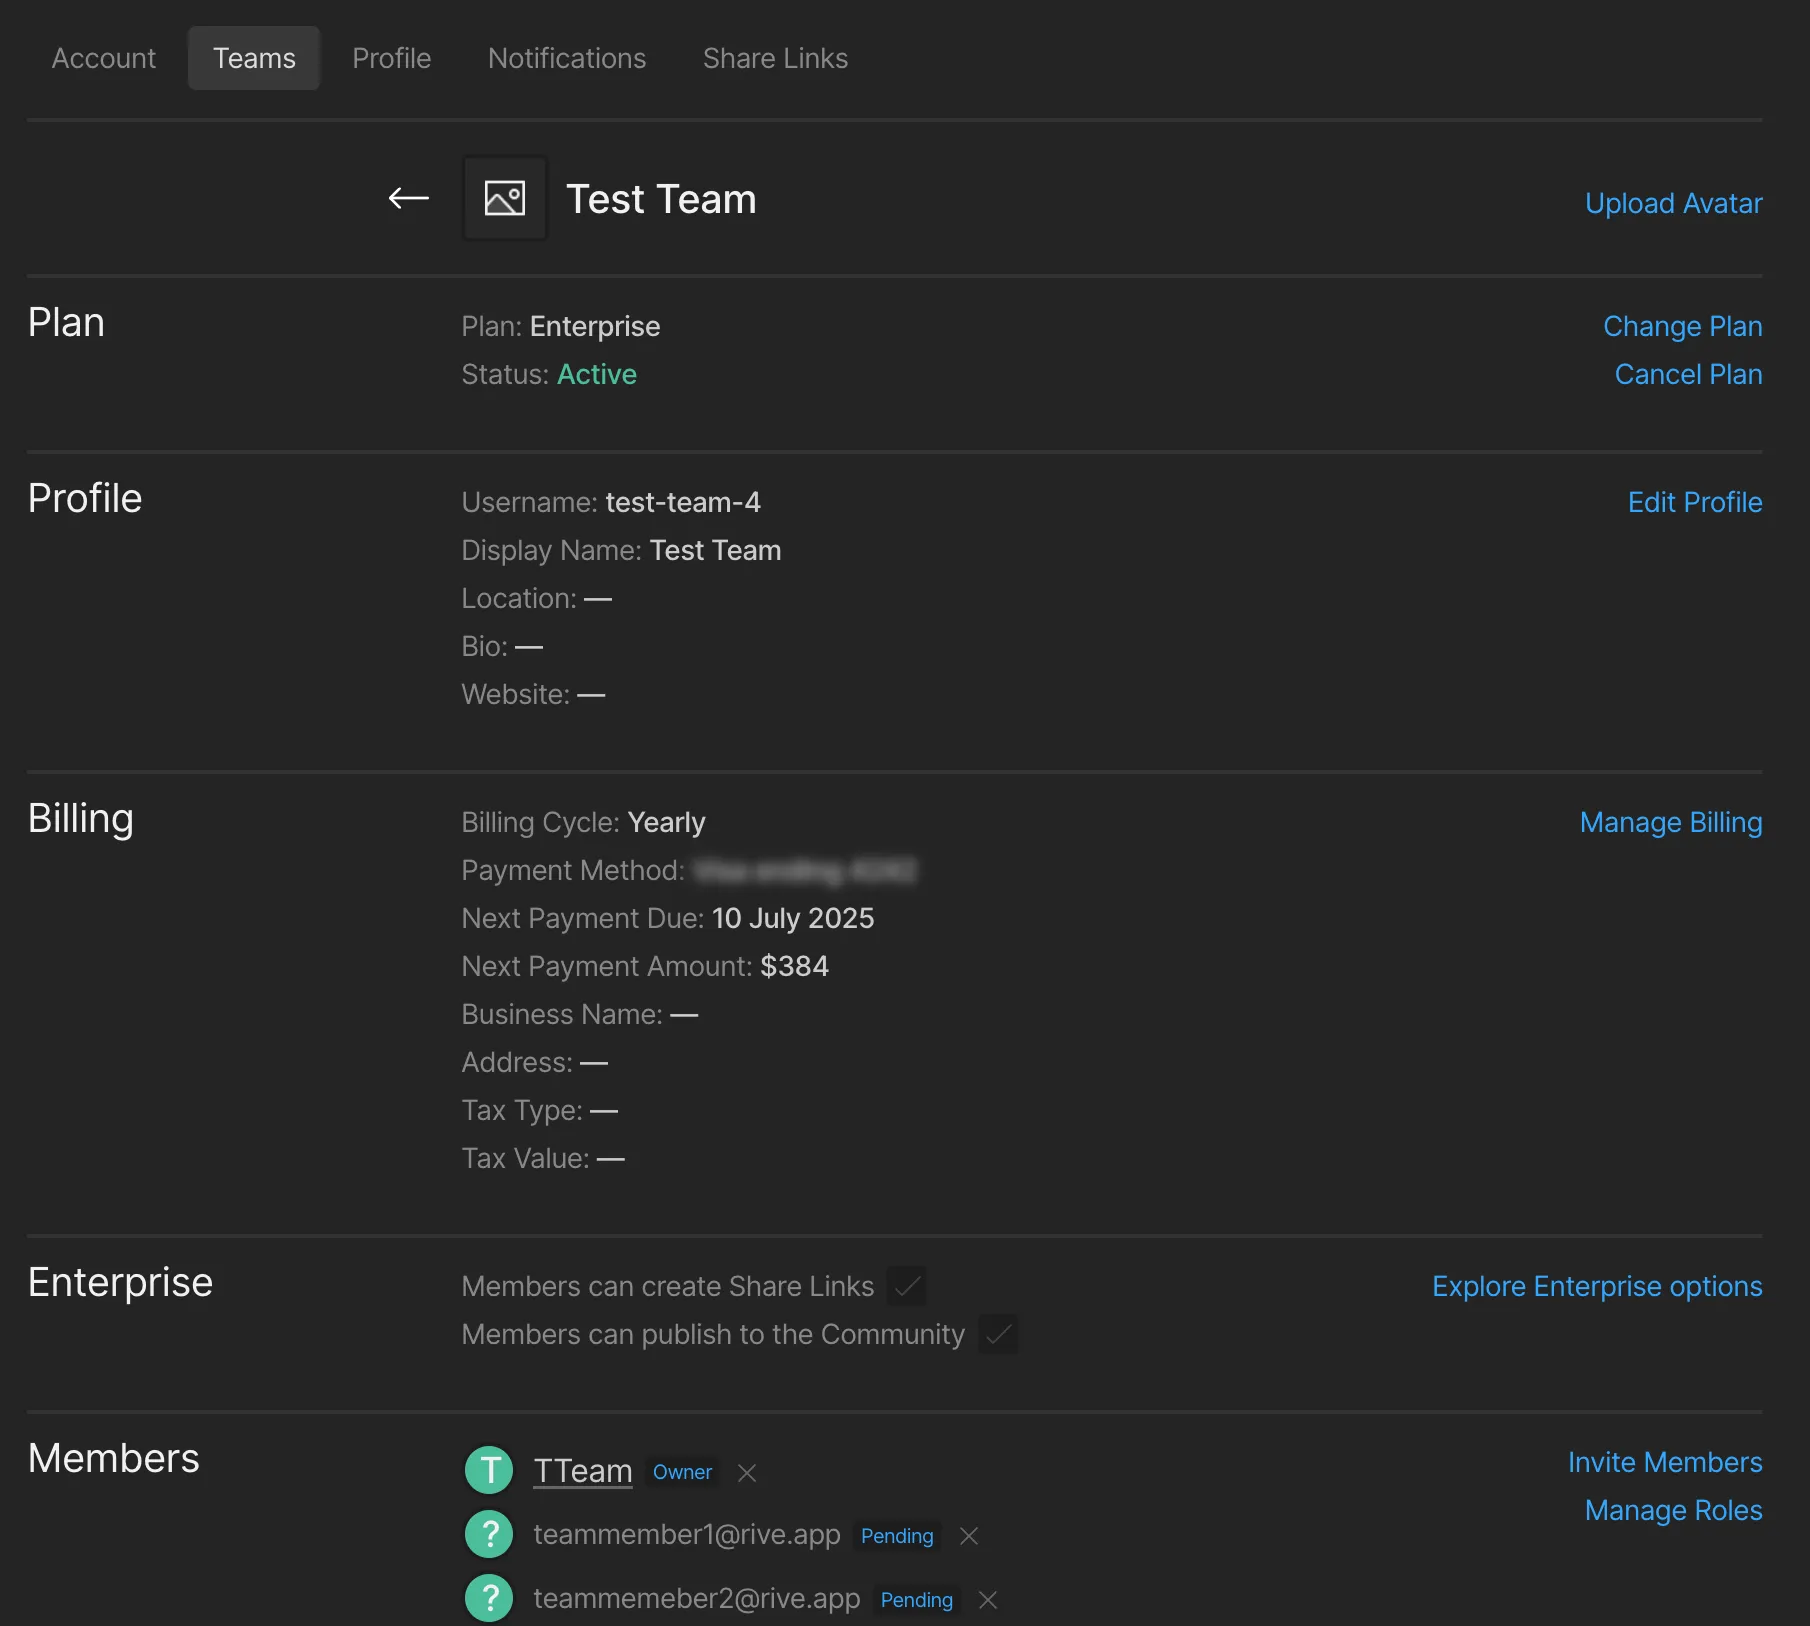 Account Teams Profile Notifications Share Links
Test Team Upload Avatar
Plan Plan: Enterprise Change Plan
Status: Active Cancel Plan
Profile Username: test-team-4 Edit Profile
Display Name: Test Team
Location: —
Bio: —
Website: —
Billing Billing Cycle: Yearly Manage Billing
Payment Method:
Next Payment Due: 10 July 2025
Next Payment Amount: $384
Business Name: —
Address: —
Tax Type: —
Tax Value: —
Enterprise Members can create Share Links Explore Enterprise options
Members can publish to the Community
Members T TTeam Owner Invite Members
? teammember1@rive.app Pending Manage Roles
? teammemeber2@rive.app Pending